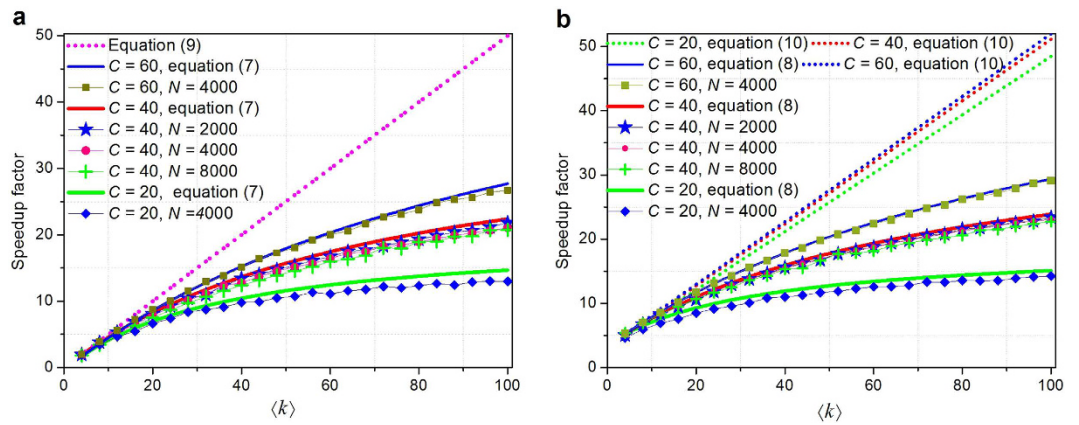 a
Speedup factor
50
40
30
20
10
0
Equation (9)
C = 60, equation (7)
C = 60, N = 4000
C = 40, equation (7)
C = 40, N = 2000
C = 40, N = 4000
C = 40, N = 8000
C = 20, equation (7)
C = 20, N =4000
0 20 40 60 80 100
⟨k⟩
b
Speedup factor
50
40
30
20
10
0
C = 20, equation (10) C = 40, equation (10)
C = 60, equation (8) C = 60, equation (10)
C = 60, N = 4000
C = 40, equation (8)
C = 40, N = 2000
C = 40, N = 4000
C = 40, N = 8000
C = 20, equation (8)
C = 20, N = 4000
0 20 40 60 80 100
⟨k⟩